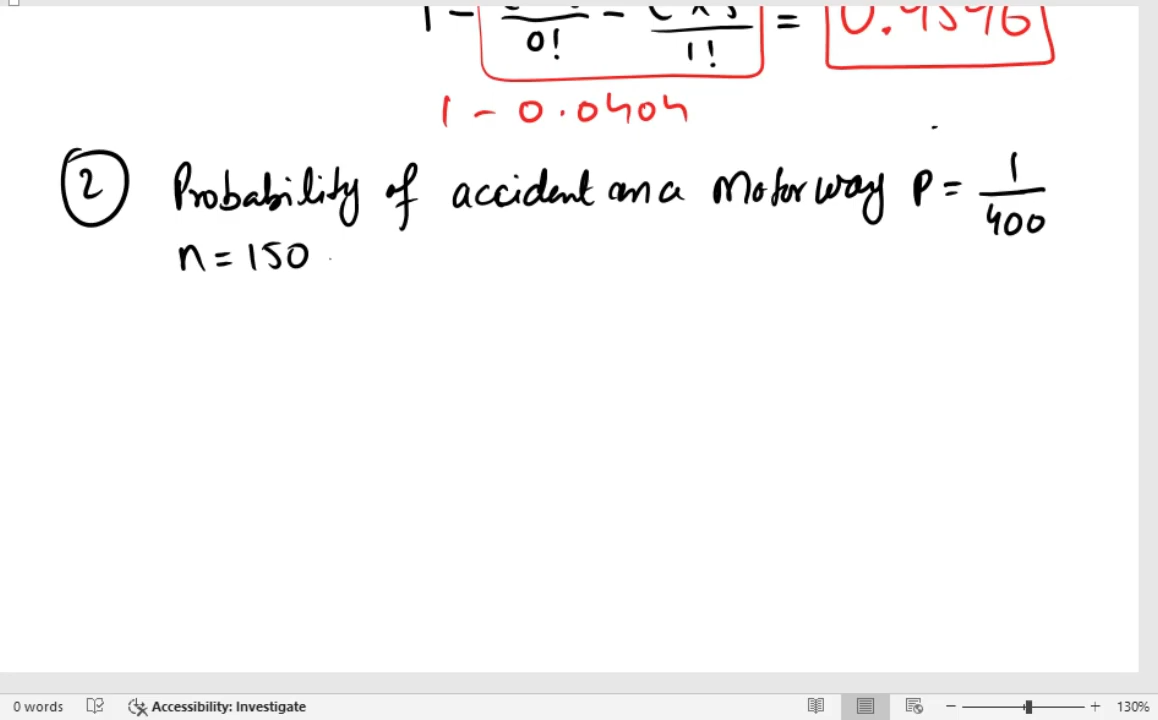 1 - 0! - 1! = 0.9596
1 - 0.0404
② Probability of accident on a Motorway P = 1/400
n = 150
0 words Accessibility: Investigate 130%